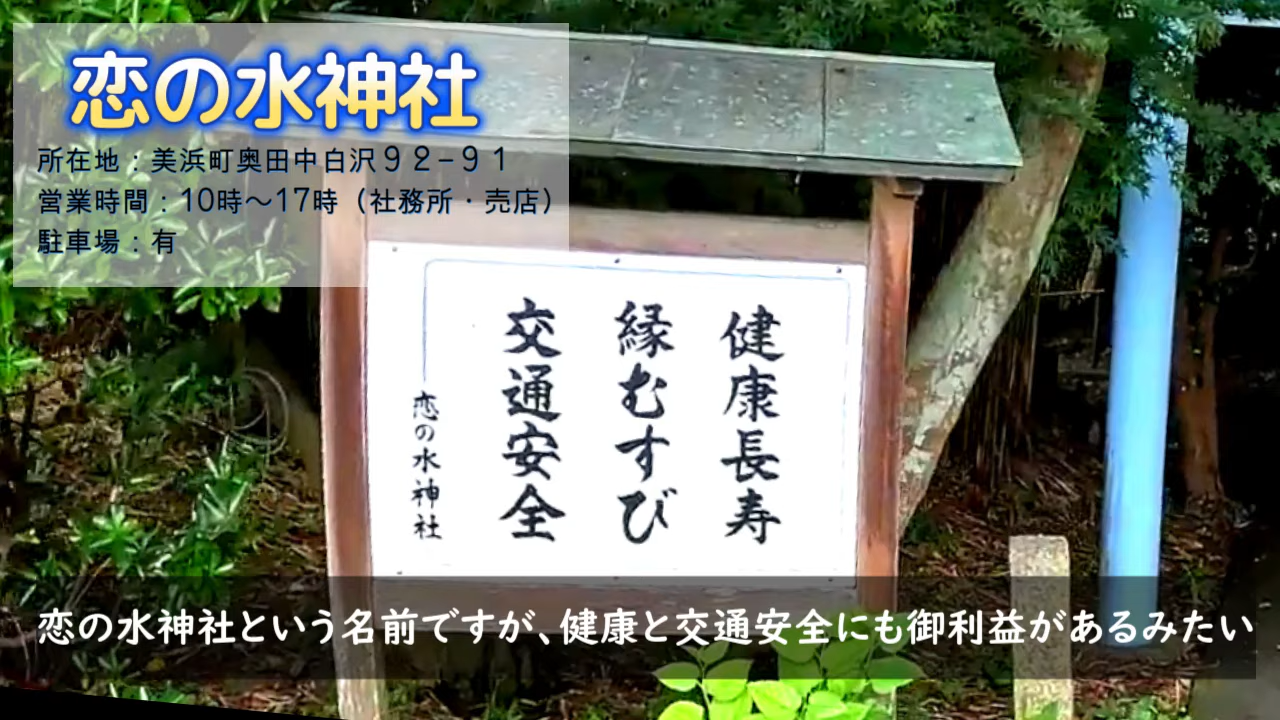 恋の水神社
所在地：美浜町奥田中白沢９２−９１
営業時間：10時〜17時（社務所・売店）
駐車場：有
健康長寿
縁むすび
交通安全
恋の水神社
恋の水神社という名前ですが、健康と交通安全にも御利益があるみたい